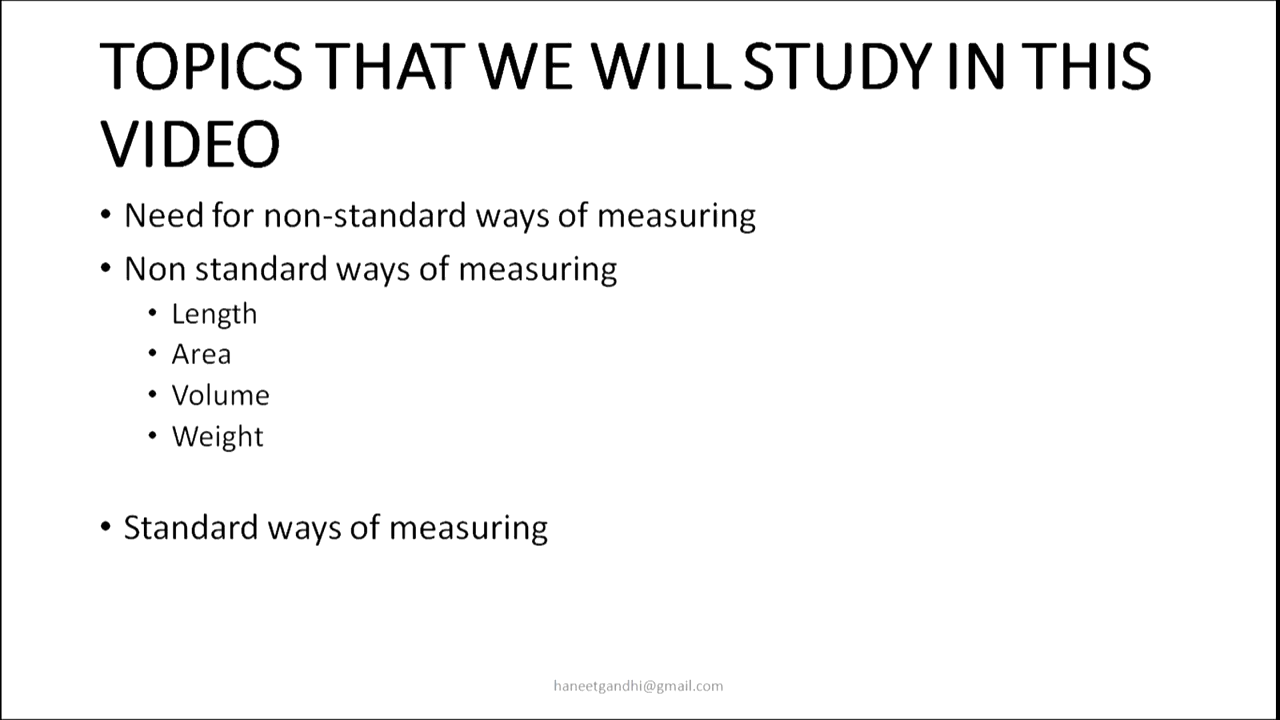 TOPICS THAT WE WILL STUDY IN THIS
VIDEO
• Need for non-standard ways of measuring
• Non standard ways of measuring
• Length
• Area
• Volume
• Weight
• Standard ways of measuring
haneetgandhi@gmail.com